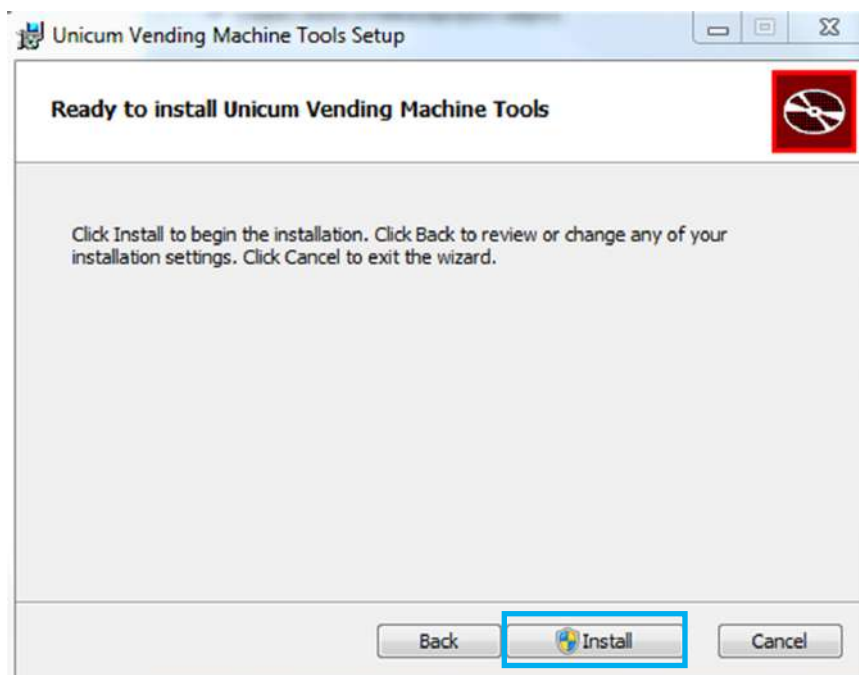 Unicum Vending Machine Tools Setup
Ready to install Unicum Vending Machine Tools
Click Install to begin the installation. Click Back to review or change any of your
installation settings. Click Cancel to exit the wizard.
Back Install Cancel